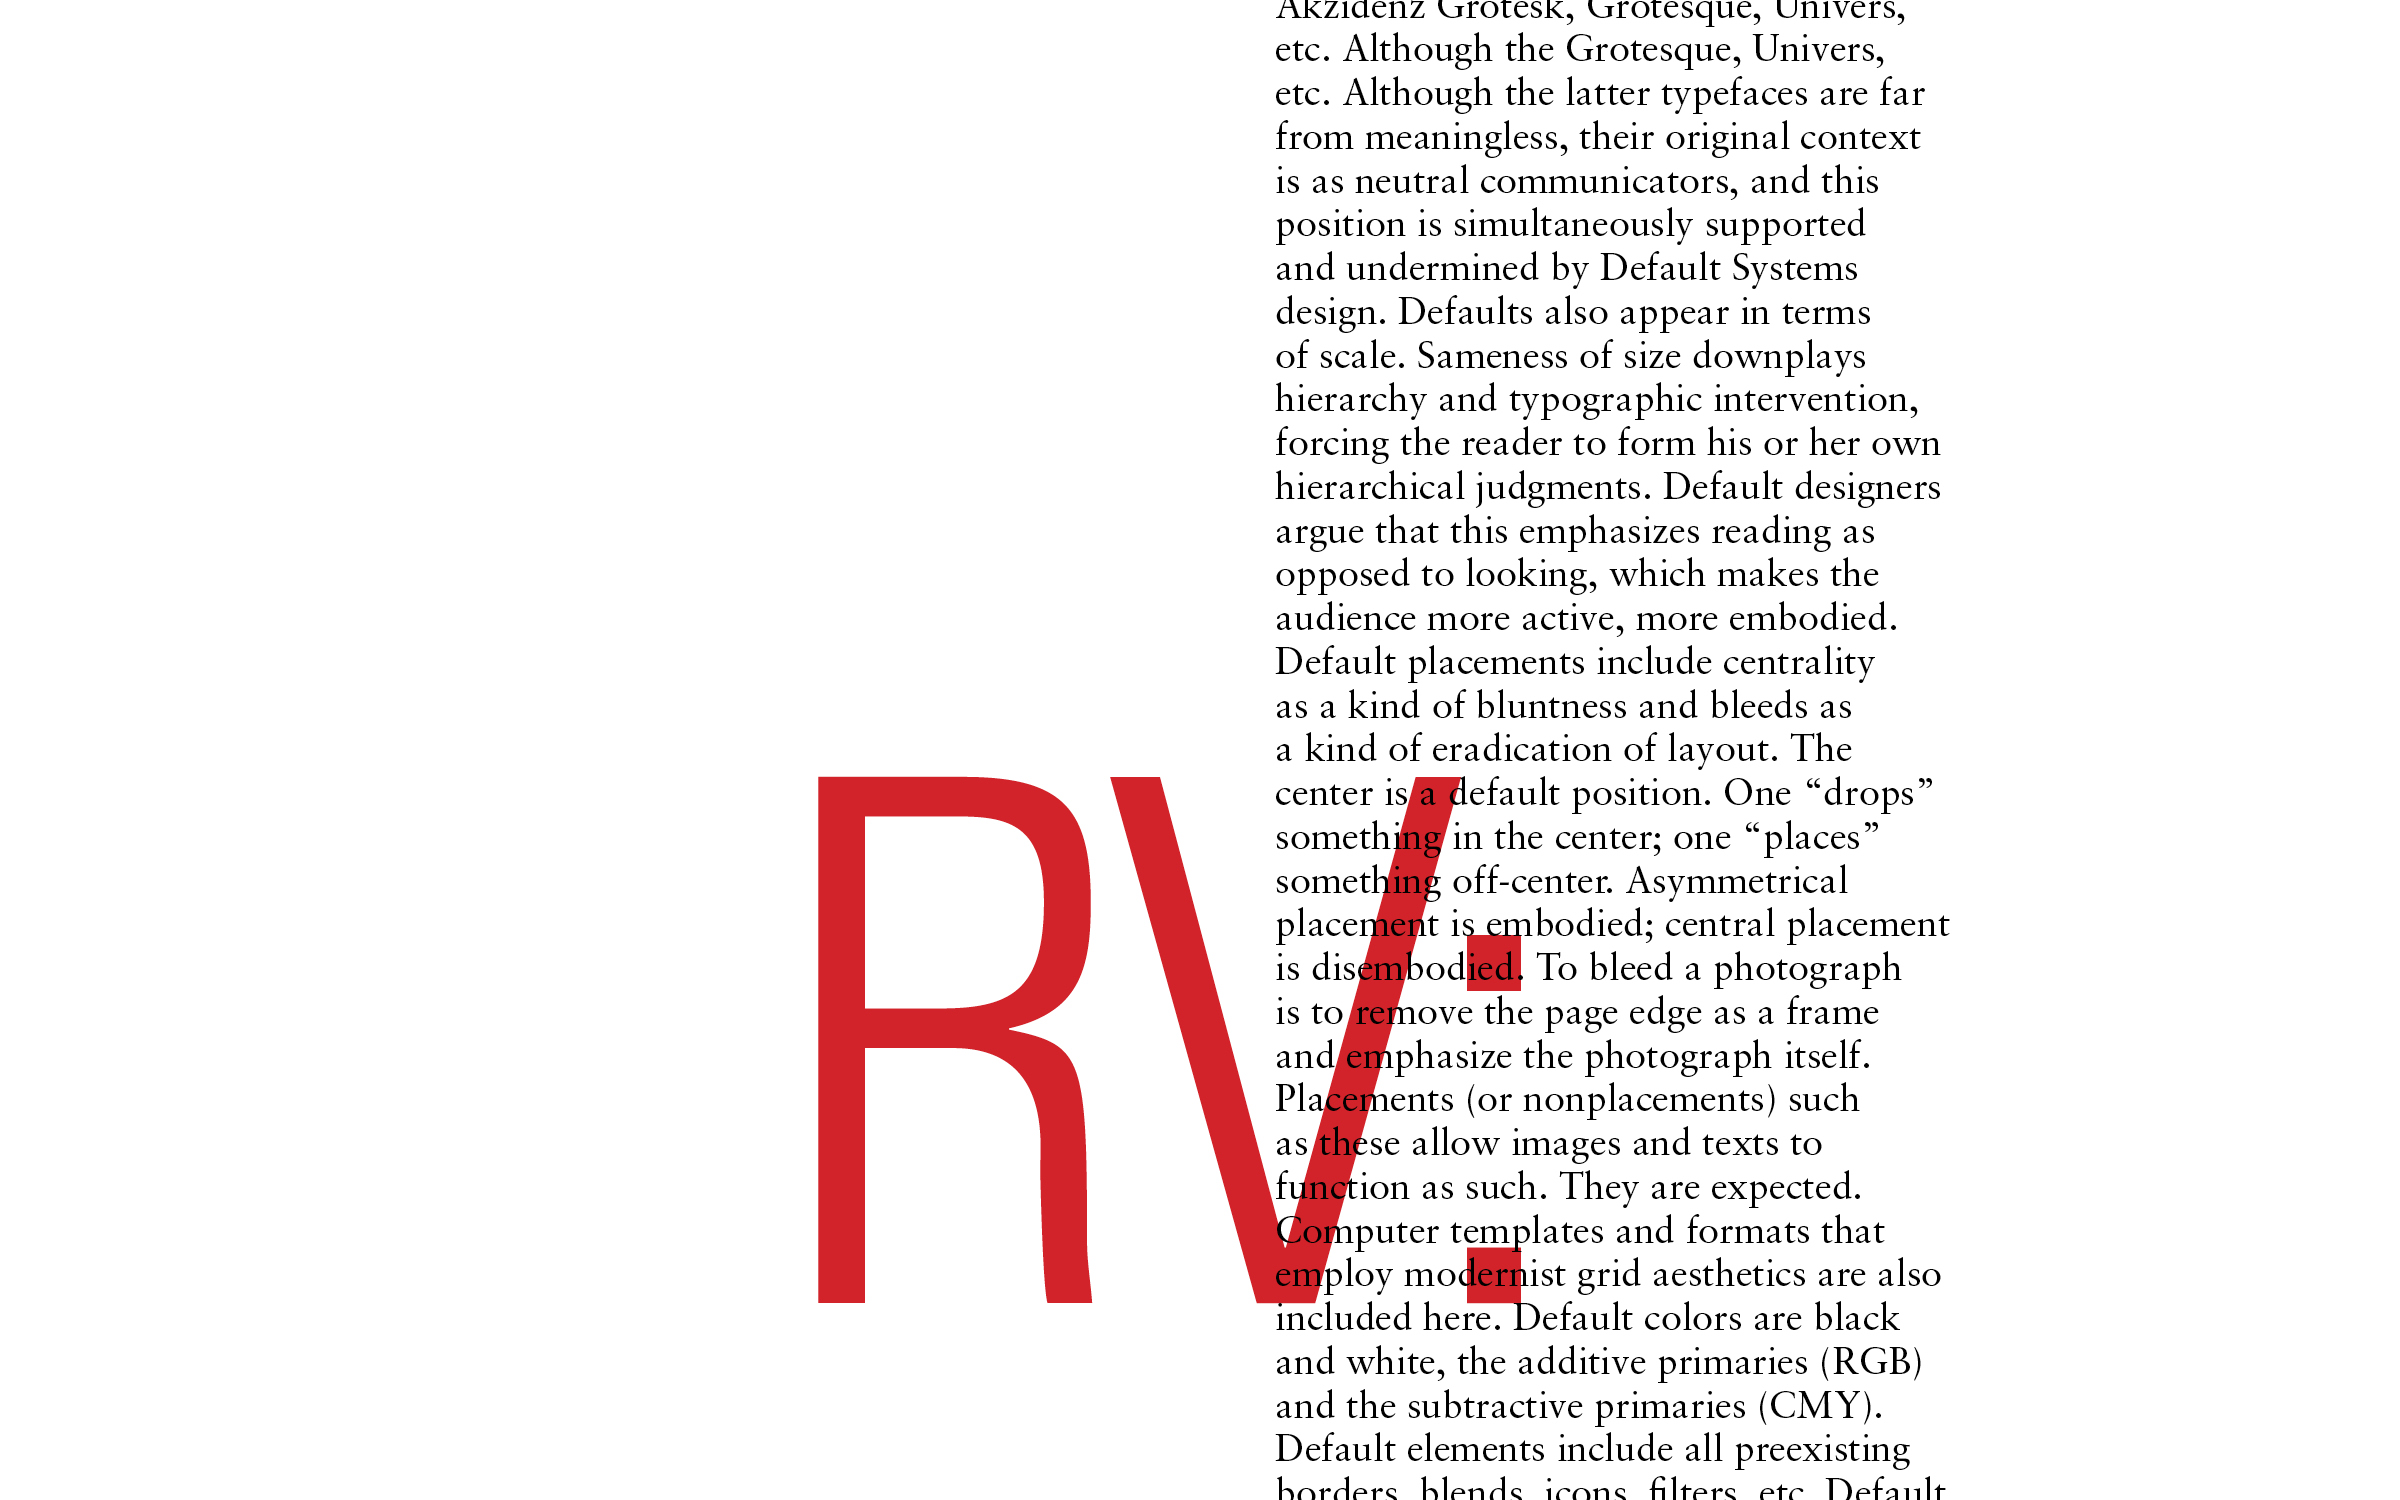 Akzidenz Grotesk, Grotesque, Univers,
etc. Although the Grotesque, Univers,
etc. Although the latter typefaces are far
from meaningless, their original context
is as neutral communicators, and this
position is simultaneously supported
and undermined by Default Systems
design. Defaults also appear in terms
of scale. Sameness of size downplays
hierarchy and typographic intervention,
forcing the reader to form his or her own
hierarchical judgments. Default designers
argue that this emphasizes reading as
opposed to looking, which makes the
audience more active, more embodied.
Default placements include centrality
as a kind of bluntness and bleeds as
a kind of eradication of layout. The
center is a default position. One “drops”
something in the center; one “places”
something off-center. Asymmetrical
placement is embodied; central placement
is disembodied. To bleed a photograph
is to remove the page edge as a frame
and emphasize the photograph itself.
Placements (or nonplacements) such
as these allow images and texts to
function as such. They are expected.
Computer templates and formats that
employ modernist grid aesthetics are also
included here. Default colors are black
and white, the additive primaries (RGB)
and the subtractive primaries (CMY).
Default elements include all preexisting
borders, blends, icons, filters, etc. Default
RV: